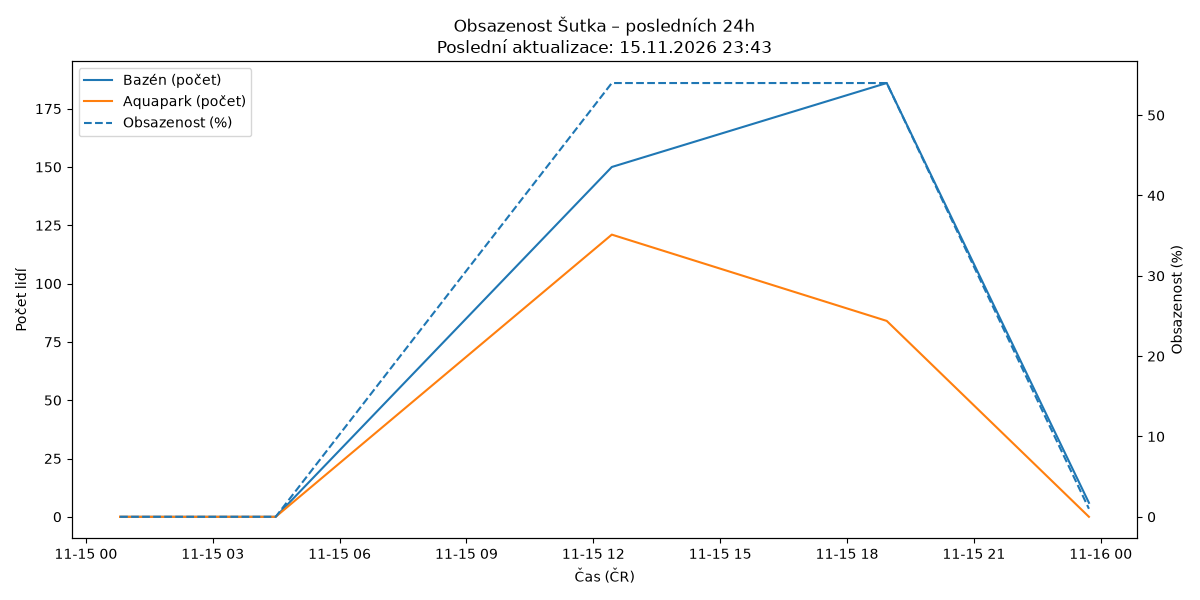 Obsazenost Šutka – posledních 24h
Poslední aktualizace: 15.11.2026 23:43
Bazén (počet)
Aquapark (počet)
Obsazenost (%)
Počet lidí
175
150
125
100
75
50
25
0
50
40
30
20
10
0
Obsazenost (%)
11-15 00
11-15 03
11-15 06
11-15 09
11-15 12
11-15 15
11-15 18
11-15 21
11-16 00
Čas (ČR)